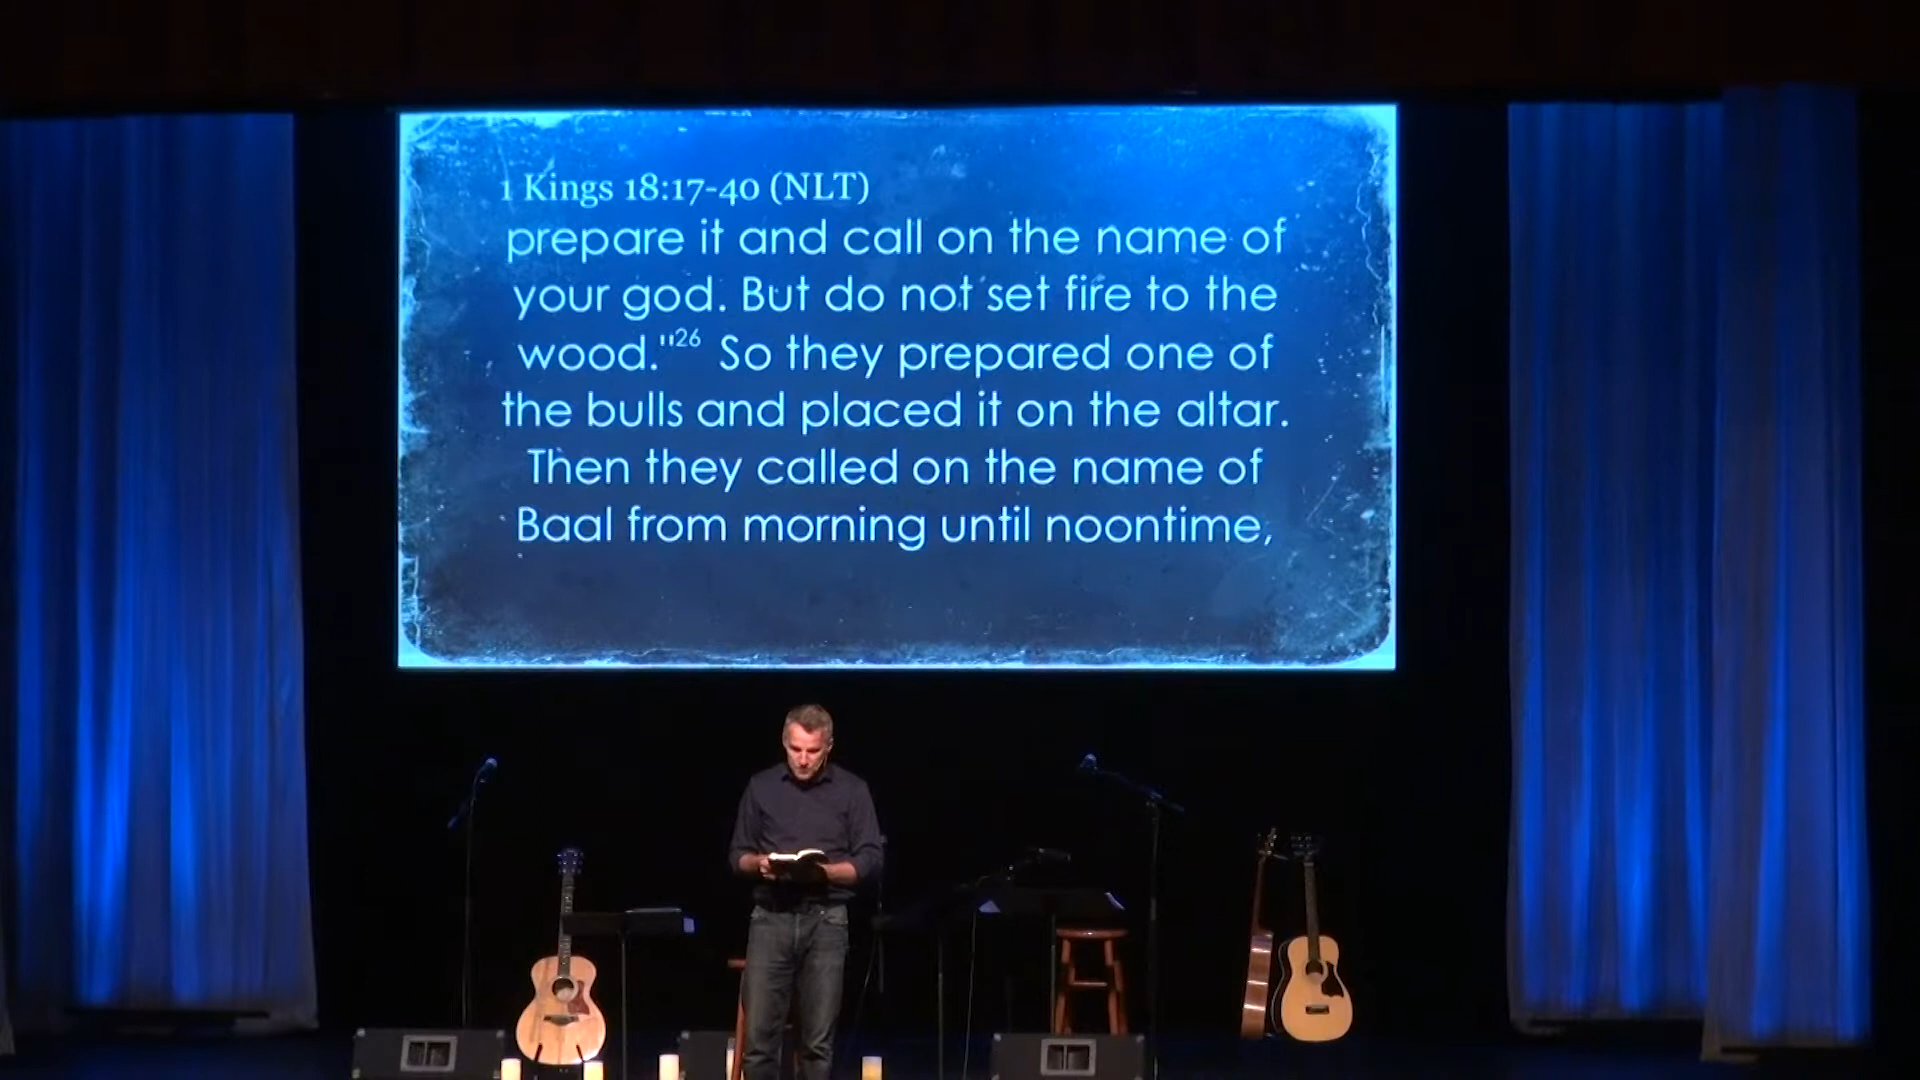 1 Kings 18:17-40 (NLT)
prepare it and call on the name of
your god. But do not set fire to the
wood."26 So they prepared one of
the bulls and placed it on the altar.
Then they called on the name of
Baal from morning until noontime,